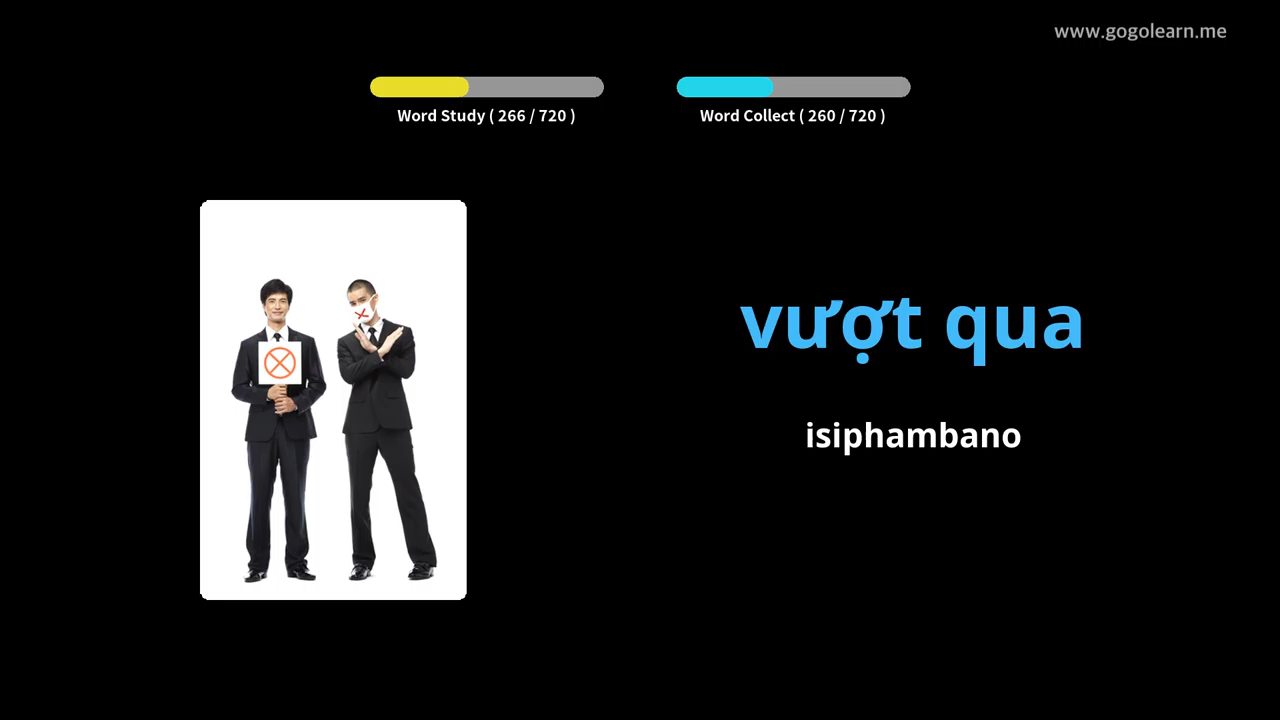 www.gogolearn.me
Word Study ( 266 / 720 )
Word Collect ( 260 / 720 )
vượt qua
isiphambano